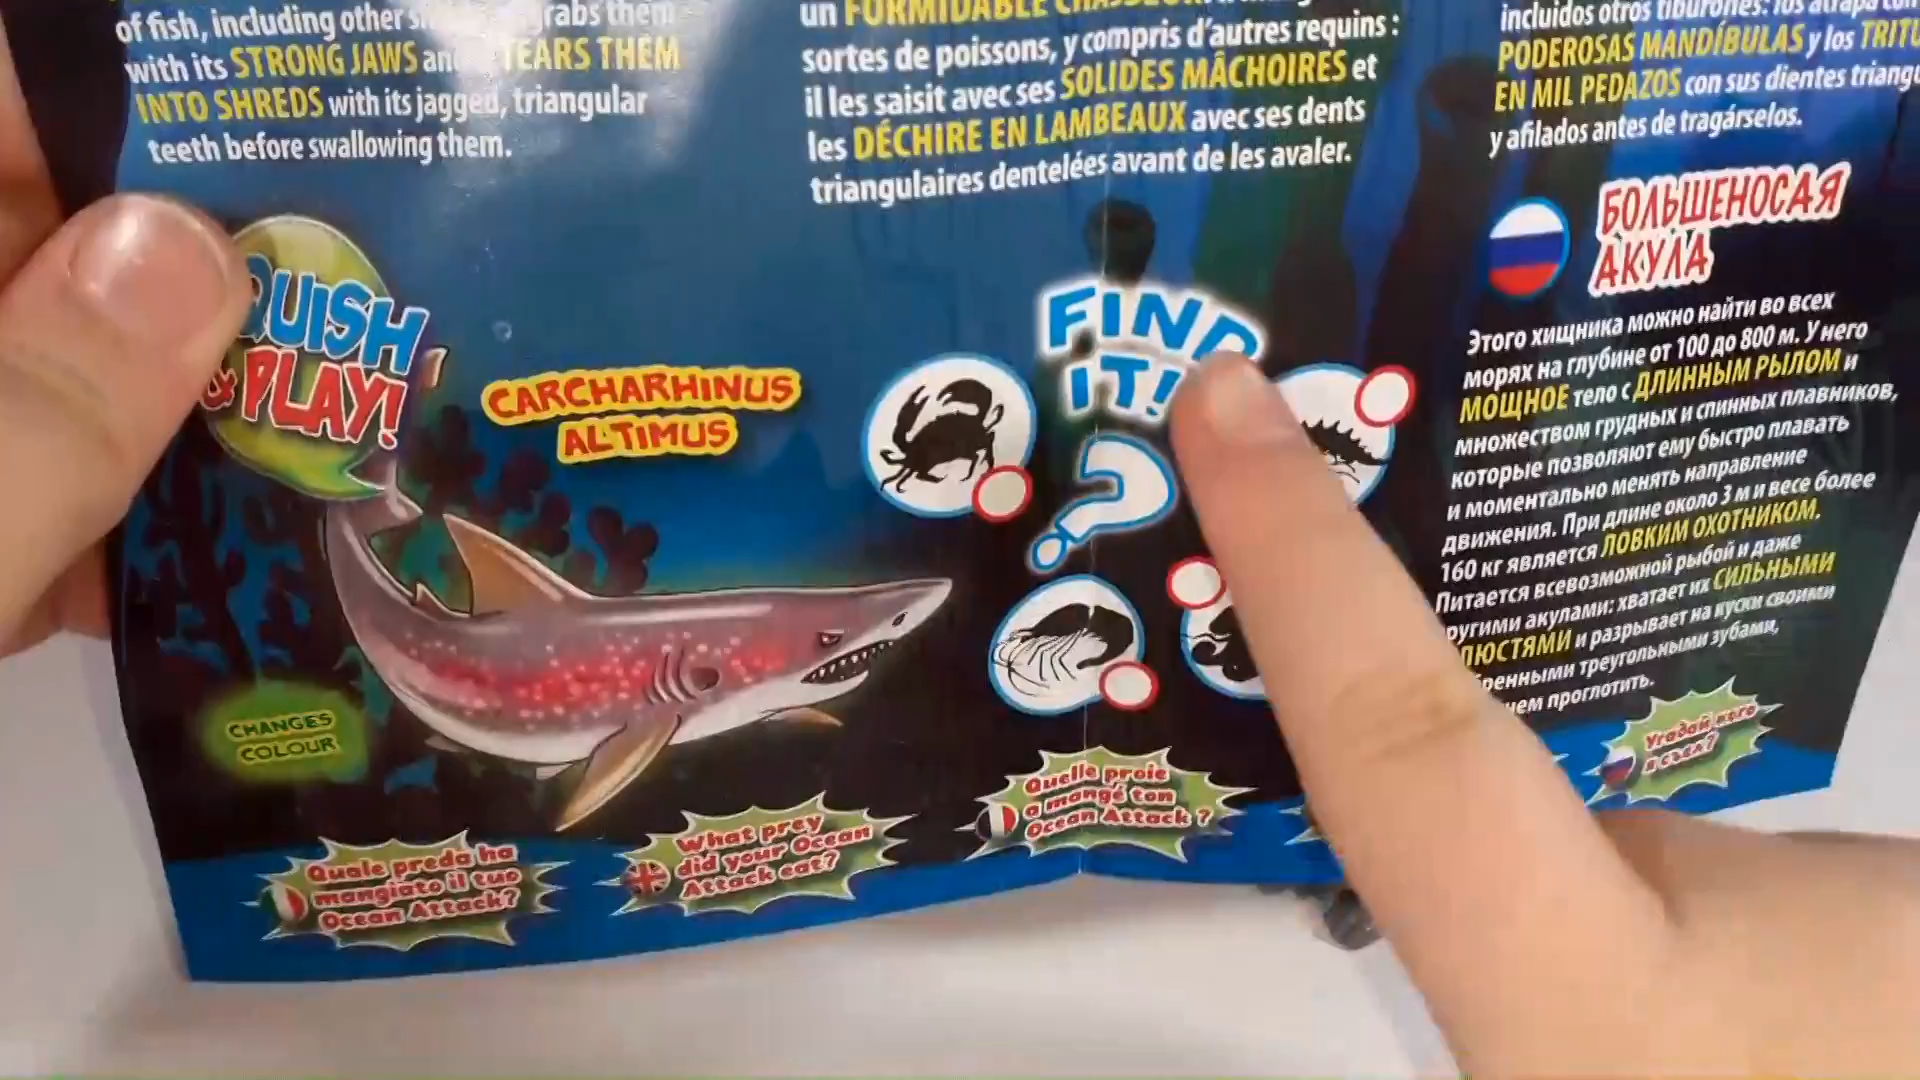 of fish, including other
grabs them
with its STRONG JAWS
TEARS THEM
INTO SHREDS with its jagged, triangular
teeth before swallowing them.
un FORMIDABLE
sortes de poissons, y compris d'autres requins :
il les saisit avec ses SOLIDES MÂCHOIRES et
les DÉCHIRE EN LAMBEAUX avec ses dents
triangulaires dentelées avant de les avaler.
incluidos otros tiburones: los atrapa con
PODEROSAS MANDÍBULAS y los
EN MIL PEDAZOS con sus dientes
y afilados antes de tragárselos.
БОЛЬШЕНОСАЯ
АКУЛА
Этого хищника можно найти во всех
морях на глубине от 100 до 800 м. У него
МОЩНОЕ тело с ДЛИННЫМ РЫЛОМ и
множеством грудных и спинных плавников,
которые позволяют ему быстро плавать
и моментально менять направление
движения. При длине около 3 м и весе более
160 кг является ЛОВКИМ ОХОТНИКОМ.
Питается всевозможной рыбой и даже
другими акулами: хватает их СИЛЬНЫМИ
и разрывает на куски своими
треугольными зубами,
проглотить.
QUISH
& PLAY!
CARCHARHINUS
ALTIMUS
FIND
IT!
?
CHANGES
COLOUR
Quale preda ha
mangiato il tuo
Ocean Attack?
What prey
did your Ocean
Attack eat?
Quelle proie
a mangé ton
Ocean Attack ?
Угадай кого
я съел?